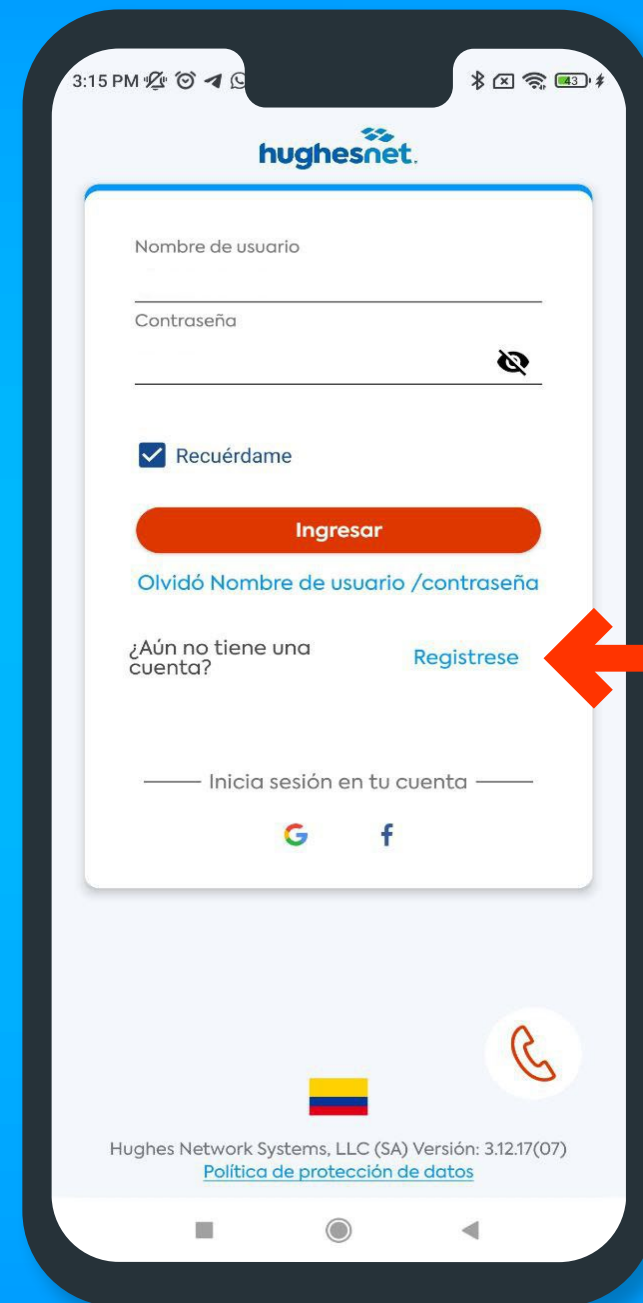 3:15 PM
43
hughesnet.
Nombre de usuario
Contraseña
Recuérdame
Ingresar
Olvidó Nombre de usuario /contraseña
¿Aún no tiene una
cuenta?
Registrese
Inicia sesión en tu cuenta
G f
Hughes Network Systems, LLC (SA) Versión: 3.12.17(07)
Política de protección de datos